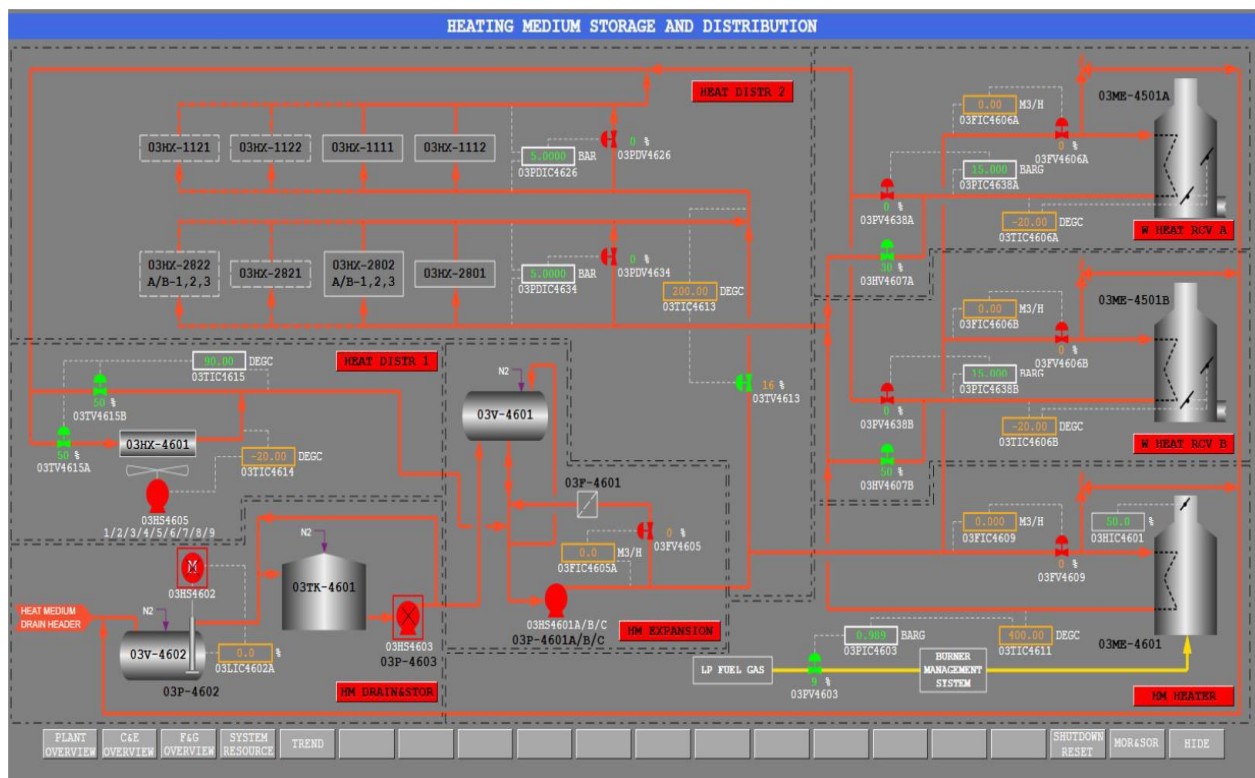 HEATING MEDIUM STORAGE AND DISTRIBUTION
HEAT DISTR 2
03HX-1121
03HX-1122
03HX-1111
03HX-1112
5.0000 BAR
03PDIC4626
0 %
03PDV4626
03HX-2822
A/B-1,2,3
03HX-2821
03HX-2802
A/B-1,2,3
03HX-2801
5.0000 BAR
03PDIC4634
0 %
03PDV4634
200.00 DEGC
03TIC4613
16 %
03TV4613
0.00 M3/H
03FIC4606A
0 %
03FV4606A
03ME-4501A
15.000 BARG
03PIC4638A
0 %
03PV4638A
-20.00 DEGC
03TIC4606A
W HEAT RCV A
30 %
03HV4607A
0.00 M3/H
03FIC4606B
0 %
03FV4606B
03ME-4501B
15.000 BARG
03PIC4638B
0 %
03PV4638B
-20.00 DEGC
03TIC4606B
W HEAT RCV B
50 %
03HV4607B
HEAT DISTR 1
90.00 DEGC
03TIC4615
50 %
03TV4615B
03HX-4601
50 %
03TV4615A
-20.00 DEGC
03TIC4614
03HS4605
1/2/3/4/5/6/7/8/9
N2
03V-4601
03F-4601
0 %
03FV4605
0.0 M3/H
03FIC4605A
03HS4601A/B/C
03P-4601A/B/C
HM EXPANSION
0.000 M3/H
03FIC4609
0 %
03FV4609
50.0 %
03HIC4601
03ME-4601
0.989 BARG
03PIC4603
400.00 DEGC
03TIC4611
LP FUEL GAS
9 %
03PV4603
BURNER
MANAGEMENT
SYSTEM
HM HEATER
M
03HS4602
N2
03TK-4601
03HS4603
03P-4603
HEAT MEDIUM
DRAIN HEADER
N2
03V-4602
0.0 %
03LIC4602A
03P-4602
HM DRAIN&STOR
PLANT
OVERVIEW
C&E
OVERVIEW
F&G
OVERVIEW
SYSTEM
RESOURCE
TREND
SHUTDOWN
RESET
MOR&SOR
HIDE